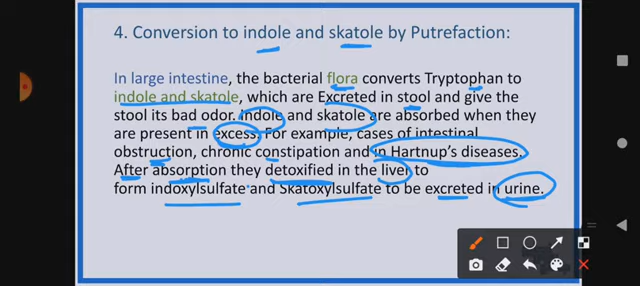 4. Conversion to indole and skatole by Putrefaction:
In large intestine, the bacterial flora converts Tryptophan to
indole and skatole, which are Excreted in stool and give the
stool its bad odor. Indole and skatole are absorbed when they
are present in excess. For example, cases of intestinal
obstruction, chronic constipation and in Hartnup's diseases.
After absorption they detoxified in the liver to
form indoxylsulfate and Skatoxylsulfate to be excreted in urine.